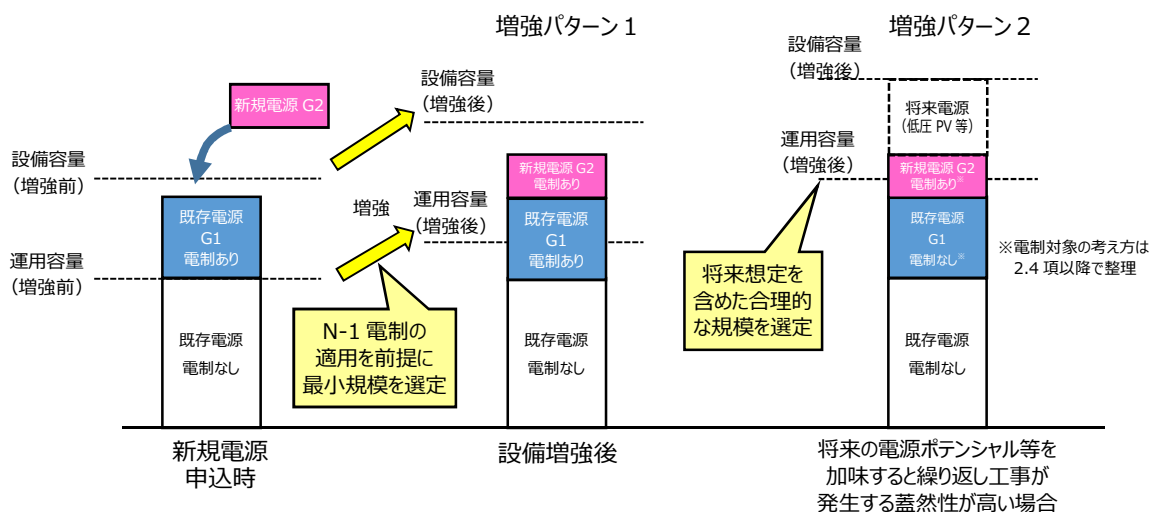 増強パターン１
増強パターン２
新規電源 G2
設備容量
（増強前）
既存電源
G1
電制あり
運用容量
（増強前）
既存電源
電制なし
新規電源
申込時
設備容量
（増強後）
増強
運用容量
（増強後）
N-1 電制の
適用を前提に
最小規模を選定
新規電源 G2
電制あり
既存電源
G1
電制あり
既存電源
電制なし
設備増強後
設備容量
（増強後）
運用容量
（増強後）
将来想定を
含めた合理的
な規模を選定
将来電源
（低圧 PV 等）
新規電源 G2
電制あり※
既存電源
G1
電制なし※
既存電源
電制なし
※電制対象の考え方は
2.4 項以降で整理
将来の電源ポテンシャル等を
加味すると繰り返し工事が
発生する蓋然性が高い場合